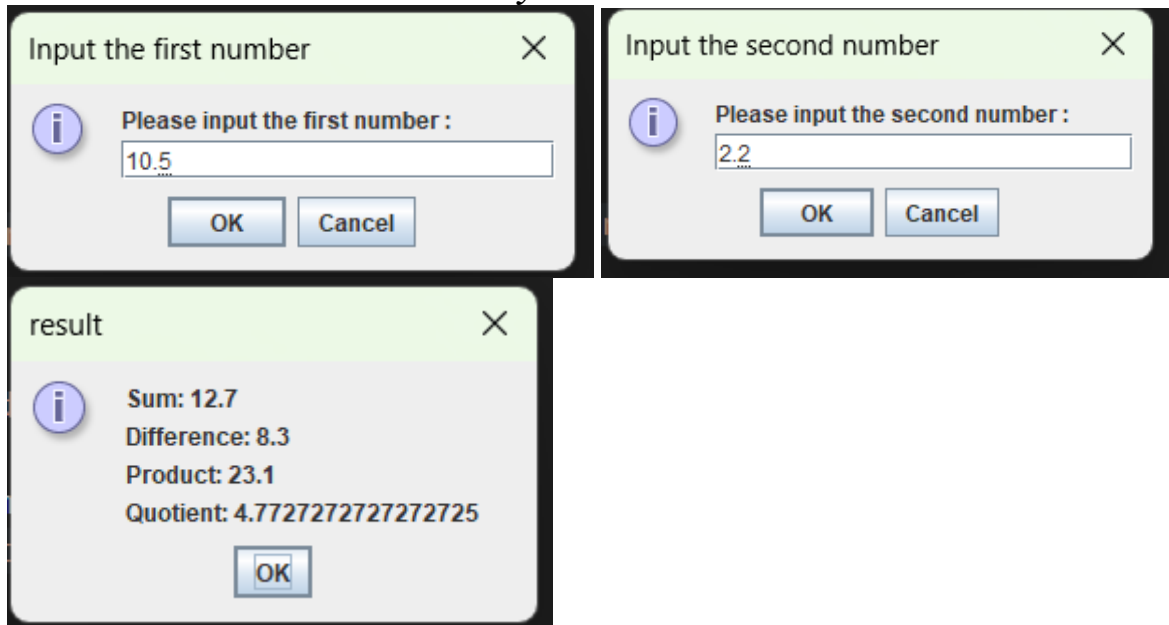 Input the first number
Please input the first number :
10.5
OK Cancel
Input the second number
Please input the second number :
2.2
OK Cancel
result
Sum: 12.7
Difference: 8.3
Product: 23.1
Quotient: 4.7727272727272725
OK